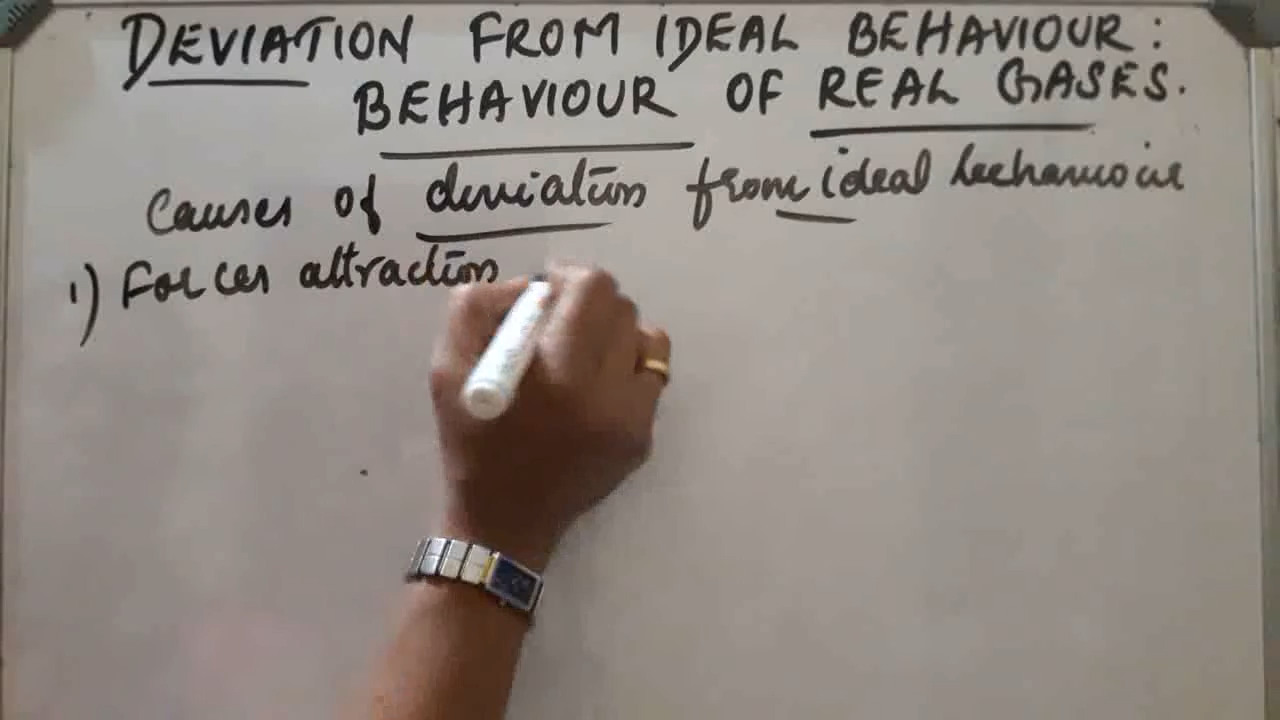 DEVIATION FROM IDEAL BEHAVIOUR:
BEHAVIOUR OF REAL GASES.
Causes of deviation from ideal behaviour
1) Forces attraction